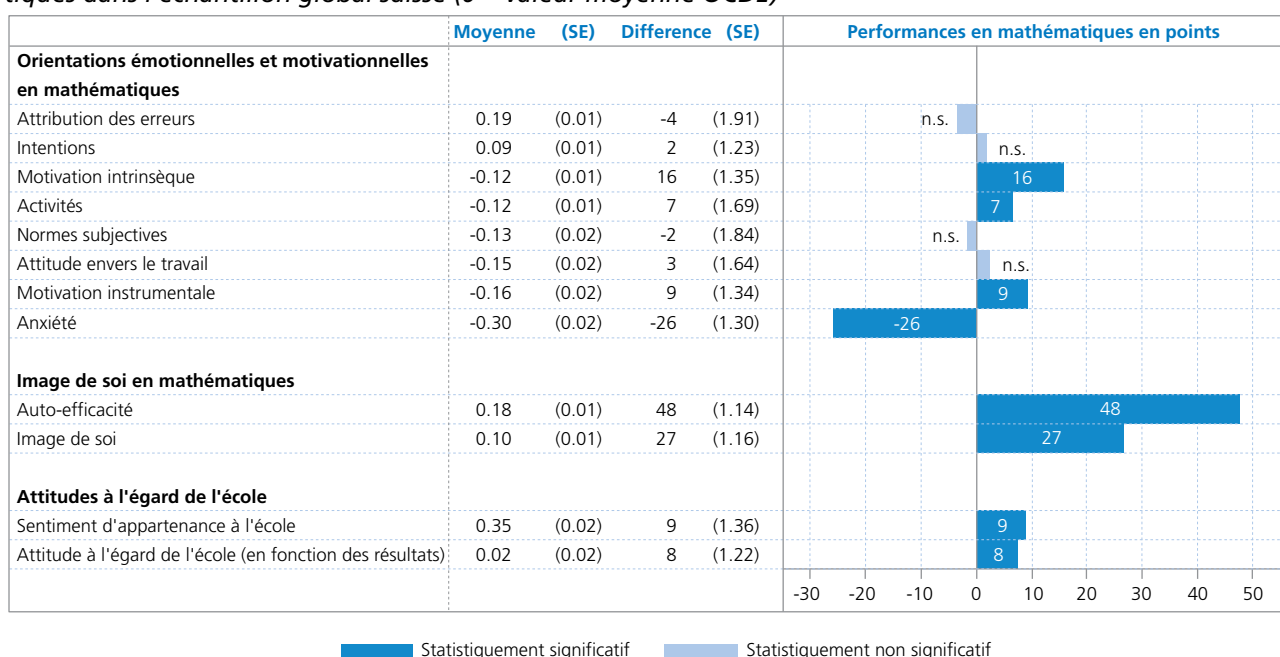 tiques dans l'échantillon global suisse (0 = valeur moyenne OCDE)
Moyenne (SE) Difference (SE) Performances en mathématiques en points
Orientations émotionnelles et motivationnelles
en mathématiques
Attribution des erreurs 0.19 (0.01) -4 (1.91) n.s.
Intentions 0.09 (0.01) 2 (1.23) n.s.
Motivation intrinsèque -0.12 (0.01) 16 (1.35) 16
Activités -0.12 (0.01) 7 (1.69) 7
Normes subjectives -0.13 (0.02) -2 (1.84) n.s.
Attitude envers le travail -0.15 (0.02) 3 (1.64) n.s.
Motivation instrumentale -0.16 (0.02) 9 (1.34) 9
Anxiété -0.30 (0.02) -26 (1.30) -26
Image de soi en mathématiques
Auto-efficacité 0.18 (0.01) 48 (1.14) 48
Image de soi 0.10 (0.01) 27 (1.16) 27
Attitudes à l'égard de l'école
Sentiment d'appartenance à l'école 0.35 (0.02) 9 (1.36) 9
Attitude à l'égard de l'école (en fonction des résultats) 0.02 (0.02) 8 (1.22) 8
-30 -20 -10 0 10 20 30 40 50
Statistiquement significatif Statistiquement non significatif